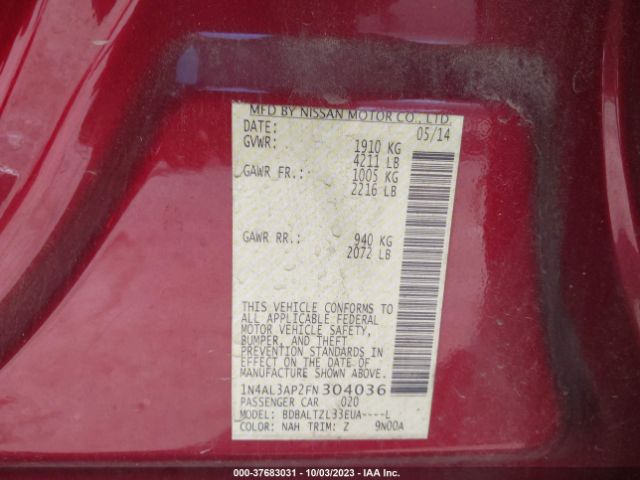 MFD BY NISSAN MOTOR CO., LTD.
DATE: 05/14
GVWR: 1910 KG
4211 LB
GAWR FR.: 1005 KG
2216 LB
GAWR RR.: 940 KG
2072 LB
THIS VEHICLE CONFORMS TO
ALL APPLICABLE FEDERAL
MOTOR VEHICLE SAFETY,
BUMPER, AND THEFT
PREVENTION STANDARDS IN
EFFECT ON THE DATE OF
MANUFACTURE SHOWN ABOVE.
1N4AL3AP2FN304036
PASSENGER CAR 020
MODEL: BDBALTZL33EUA----L
COLOR: NAH TRIM: Z 9N00A
000-37683031 - 10/03/2023 - IAA Inc.